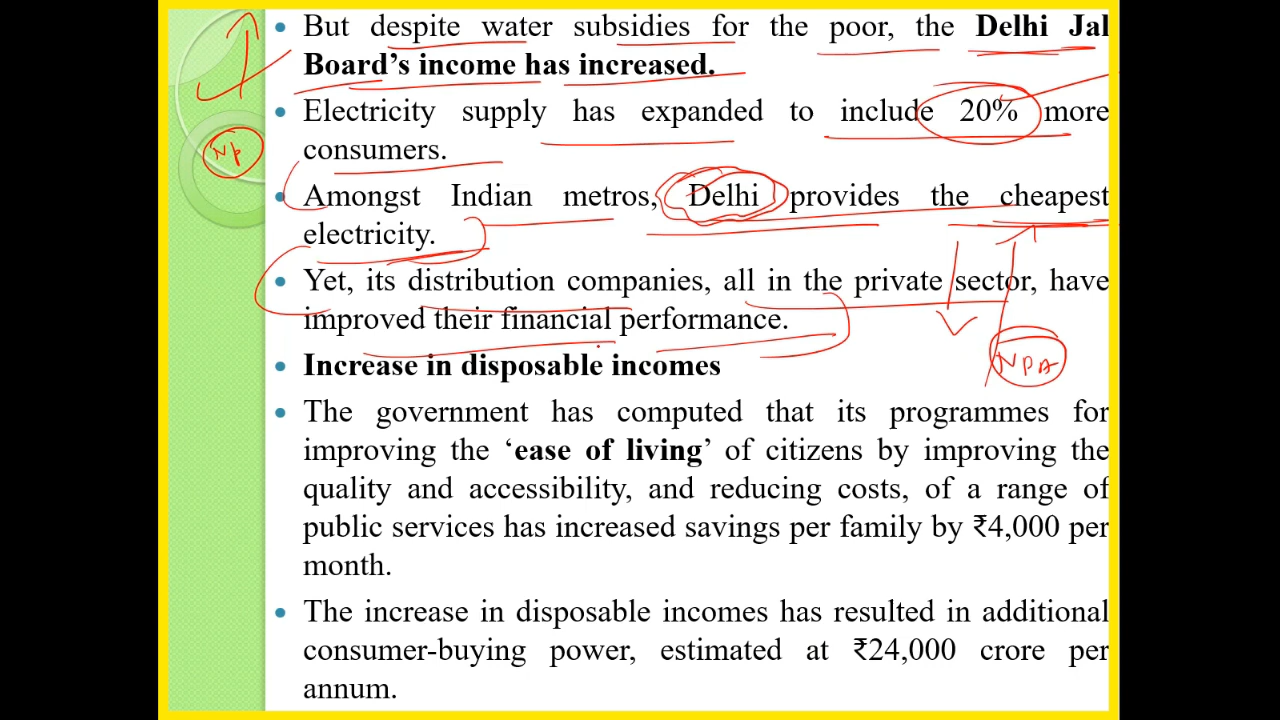 But despite water subsidies for the poor, the Delhi Jal
Board’s income has increased.
Electricity supply has expanded to include 20% more
consumers.
NP
Amongst Indian metros, Delhi provides the cheapest
electricity.
Yet, its distribution companies, all in the private sector, have
improved their financial performance.
NPA
Increase in disposable incomes
The government has computed that its programmes for
improving the ‘ease of living’ of citizens by improving the
quality and accessibility, and reducing costs, of a range of
public services has increased savings per family by ₹4,000 per
month.
The increase in disposable incomes has resulted in additional
consumer-buying power, estimated at ₹24,000 crore per
annum.